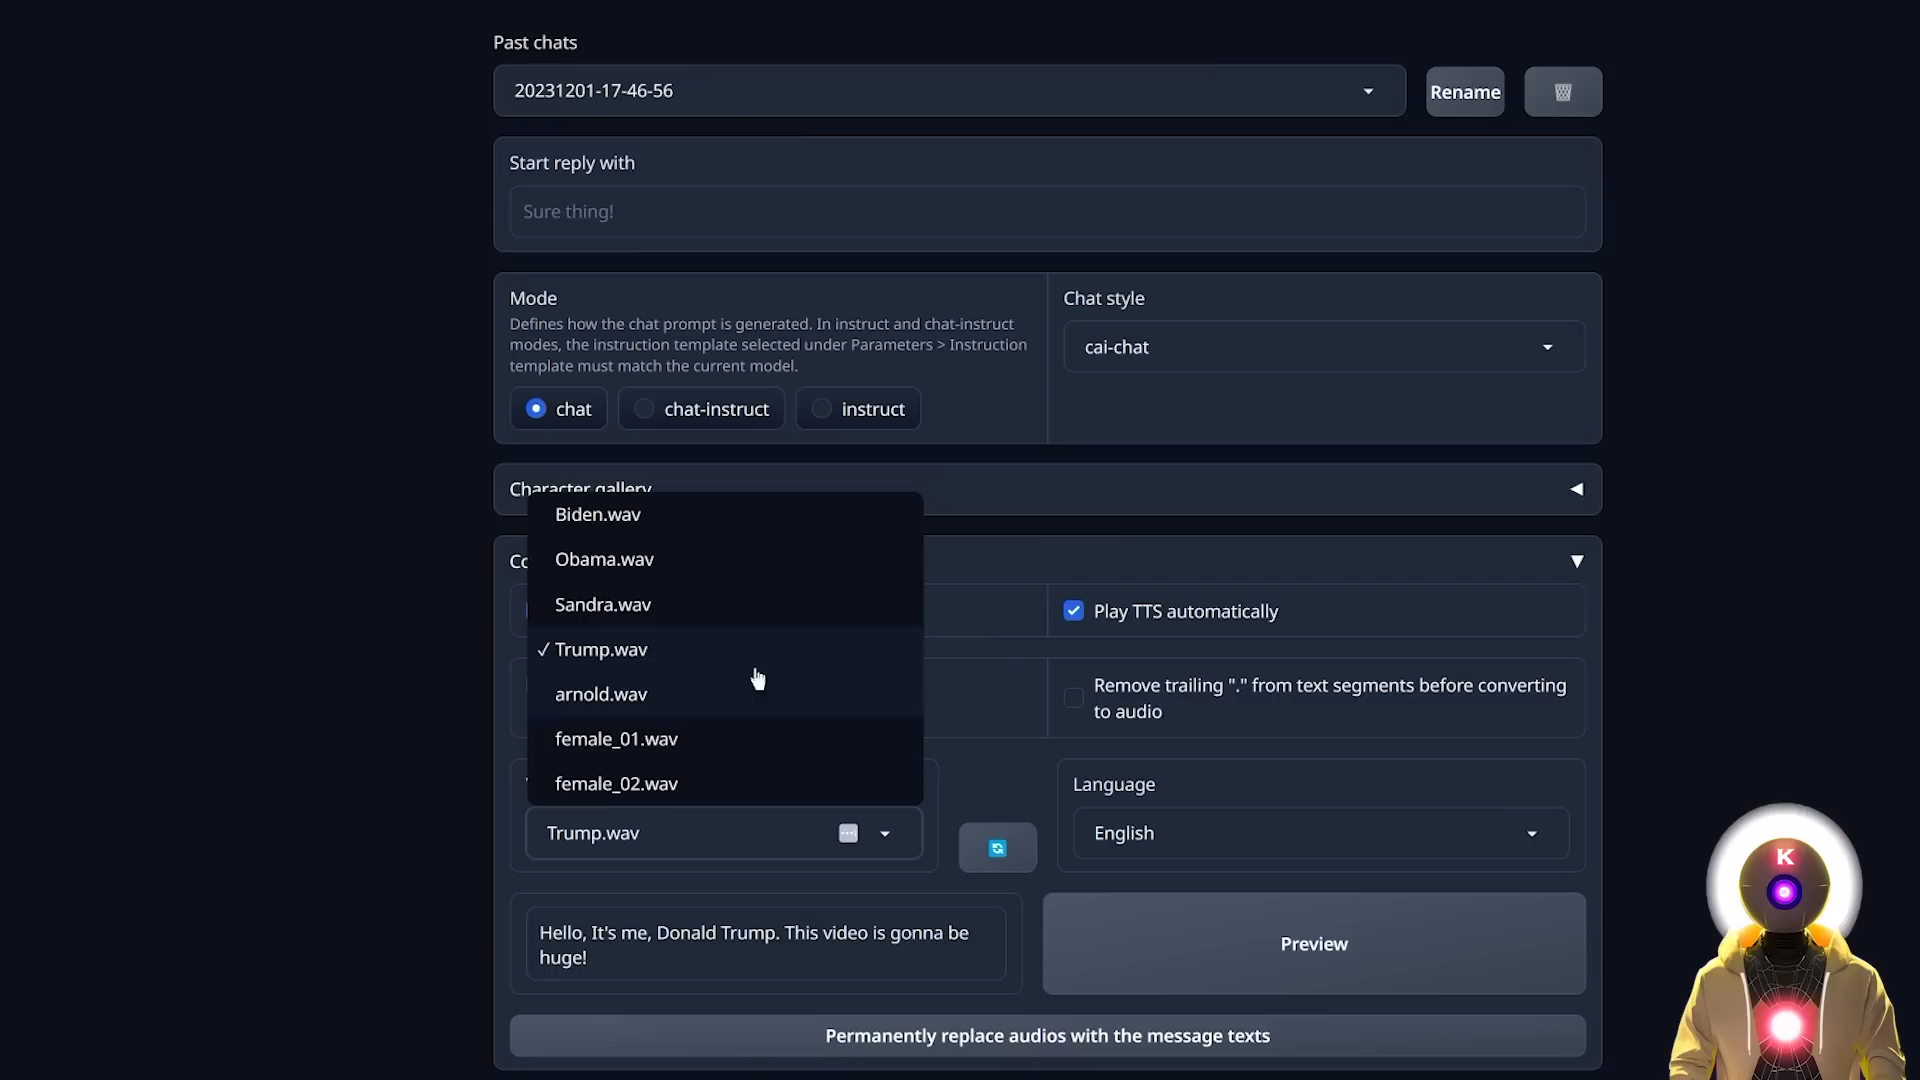 Past chats
20231201-17-46-56
Rename
Start reply with
Sure thing!
Mode
Defines how the chat prompt is generated. In instruct and chat-instruct
modes, the instruction template selected under Parameters > Instruction
template must match the current model.
chat
chat-instruct
instruct
Chat style
cai-chat
Character gallery
Co
Biden.wav
Obama.wav
Sandra.wav
✓ Trump.wav
arnold.wav
female_01.wav
female_02.wav
Play TTS automatically
Remove trailing "." from text segments before converting
to audio
Trump.wav
Language
English
Hello, It's me, Donald Trump. This video is gonna be
huge!
Preview
Permanently replace audios with the message texts
K